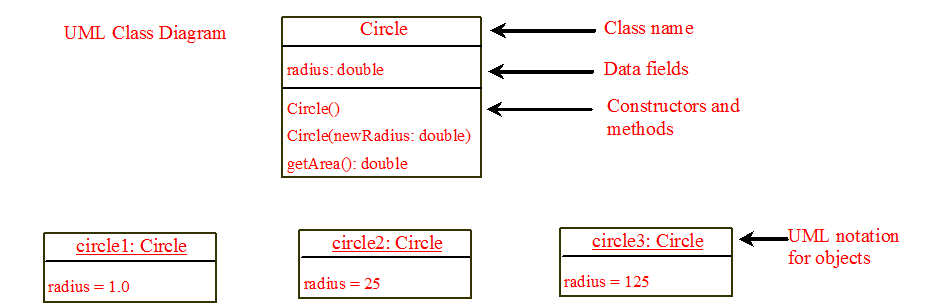 UML Class Diagram
Circle
Class name
radius: double
Data fields
Circle()
Circle(newRadius: double)
getArea(): double
Constructors and
methods
circle1: Circle
radius = 1.0
circle2: Circle
radius = 25
circle3: Circle
radius = 125
UML notation
for objects